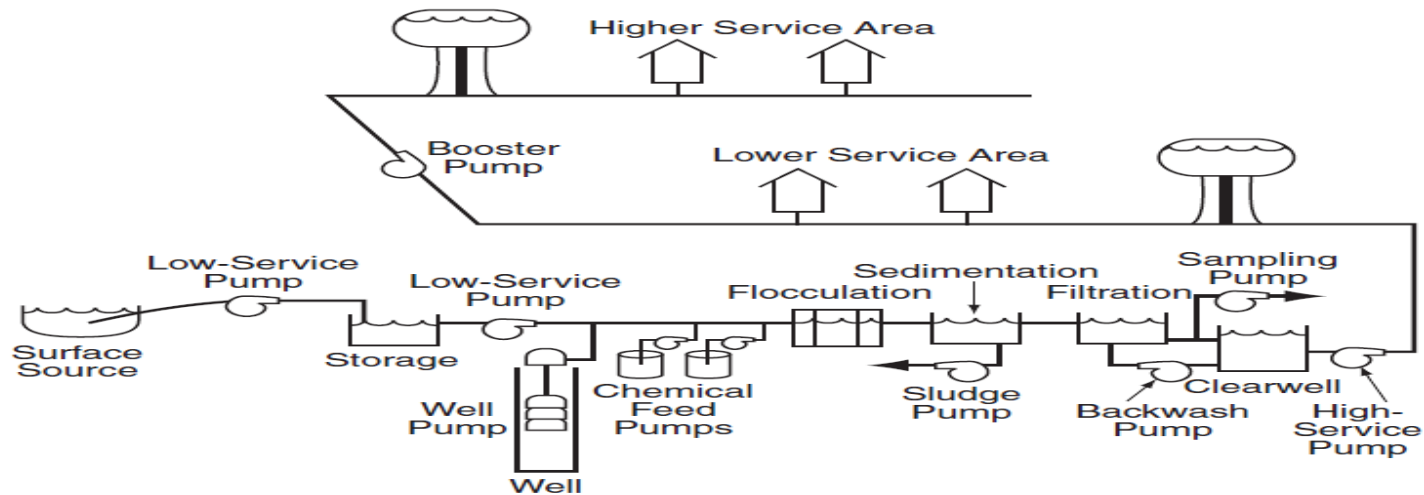 Higher Service Area
Booster
Pump
Lower Service Area
Low-Service
Pump
Low-Service
Pump
Flocculation
Sedimentation
Filtration
Sampling
Pump
Surface
Source
Storage
Well
Pump
Well
Chemical
Feed
Pumps
Sludge
Pump
Backwash
Pump
Clearwell
High-
Service
Pump